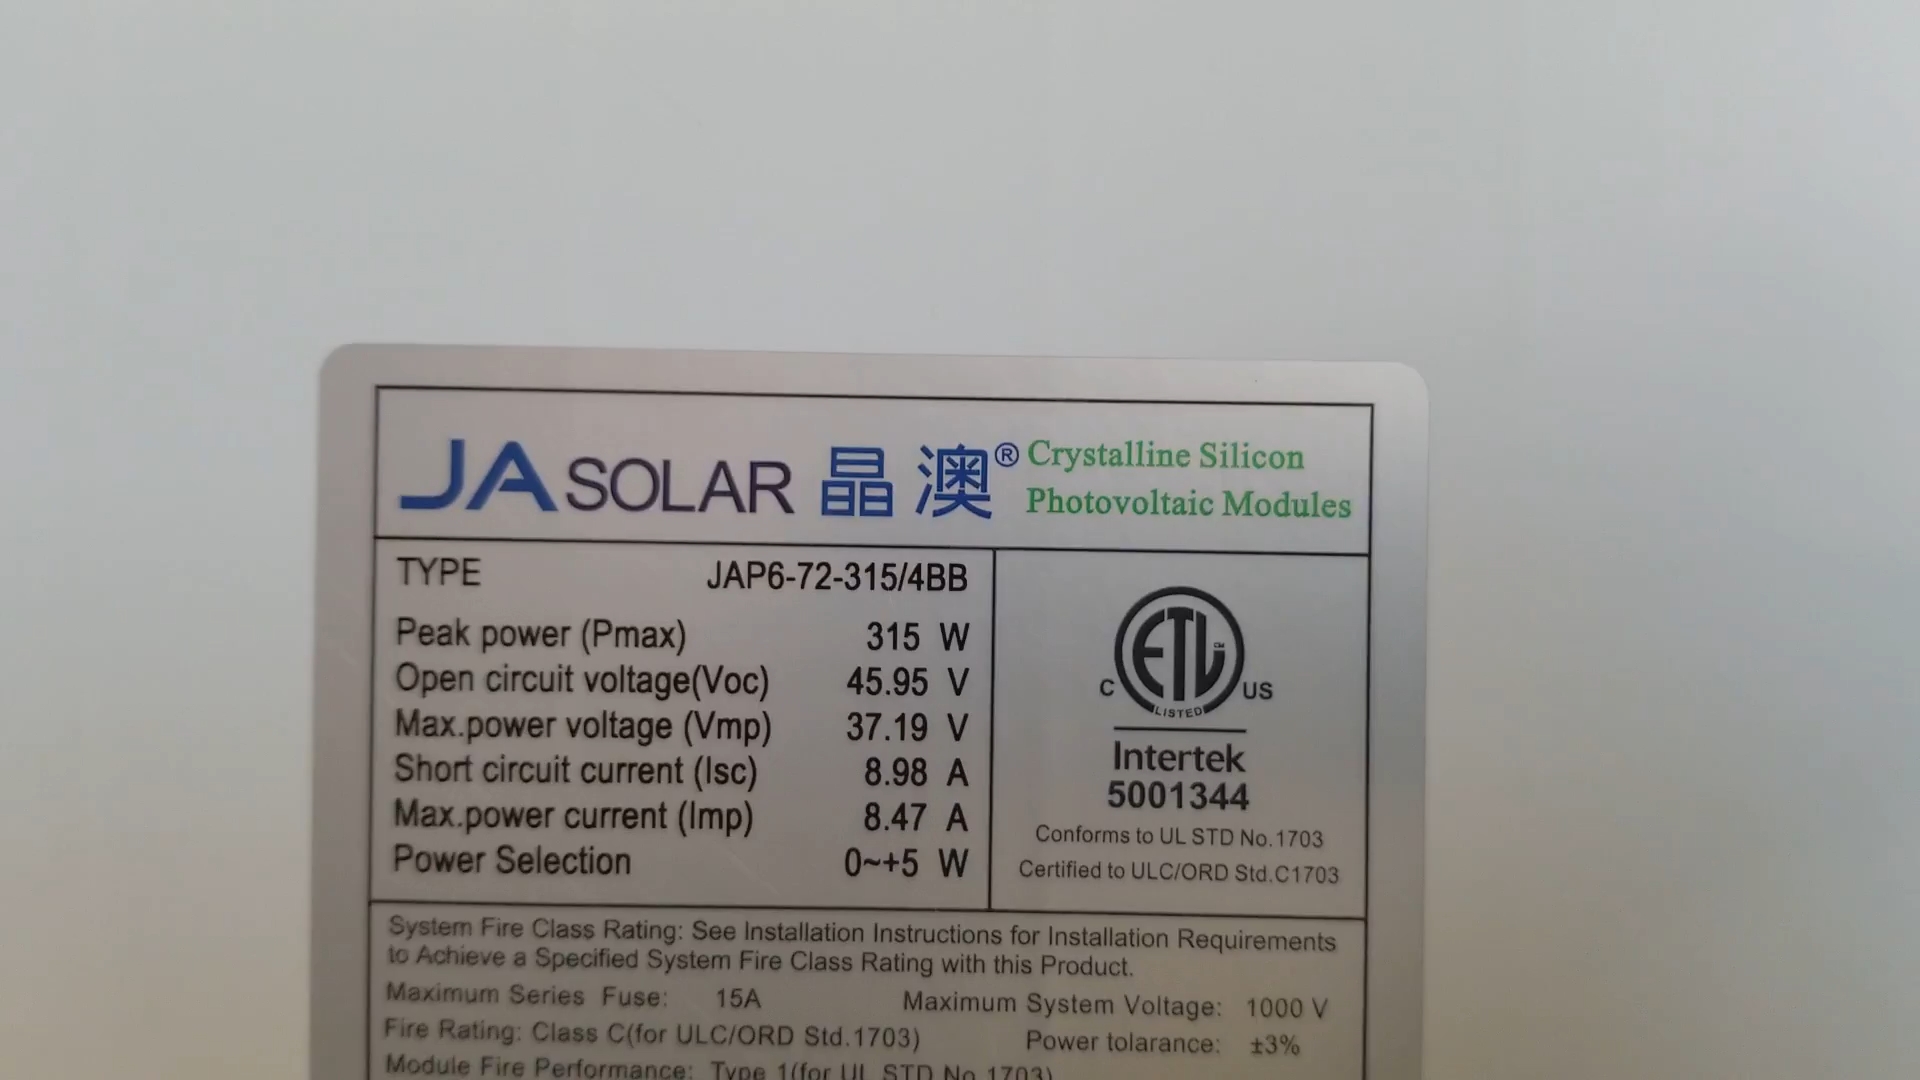 JA SOLAR 晶澳® Crystalline Silicon
Photovoltaic Modules
TYPE JAP6-72-315/4BB
Peak power (Pmax) 315 W
Open circuit voltage(Voc) 45.95 V
Max.power voltage (Vmp) 37.19 V
Short circuit current (Isc) 8.98 A
Max.power current (Imp) 8.47 A
Power Selection 0~+5 W
ETL CM
C US
LISTED
Intertek
5001344
Conforms to UL STD No.1703
Certified to ULC/ORD Std.C1703
System Fire Class Rating: See Installation Instructions for Installation Requirements
to Achieve a Specified System Fire Class Rating with this Product.
Maximum Series Fuse: 15A Maximum System Voltage: 1000 V
Fire Rating: Class C(for ULC/ORD Std.1703) Power tolarance: ±3%
Module Fire Performance: Type 1(for UL STD No.1703)